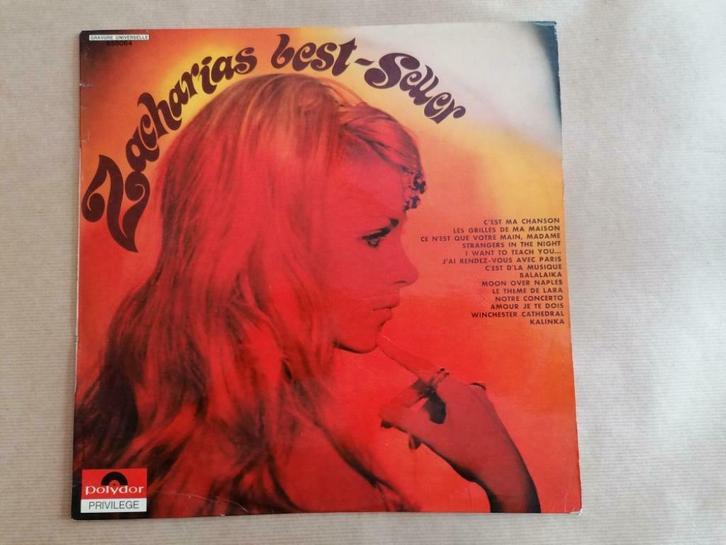 GRAVURE UNIVERSELLE
Zacharias best-Seller
C'EST MA CHANSON
LES GRILLES DE MA MAISON
CE N'EST QUE VOTRE MAIN, MADAME
STRANGERS IN THE NIGHT
I WANT TO TEACH YOU...
J'AI RENDEZ-VOUS AVEC PARIS
C'EST D'LA MUSIQUE
BALALAIKA
MOON OVER NAPLES
LE THEME DE LARA
NOTRE CONCERTO
AMOUR JE TE DOIS
WINCHESTER CATHEDRAL
KALINKA
polydor
PRIVILEGE